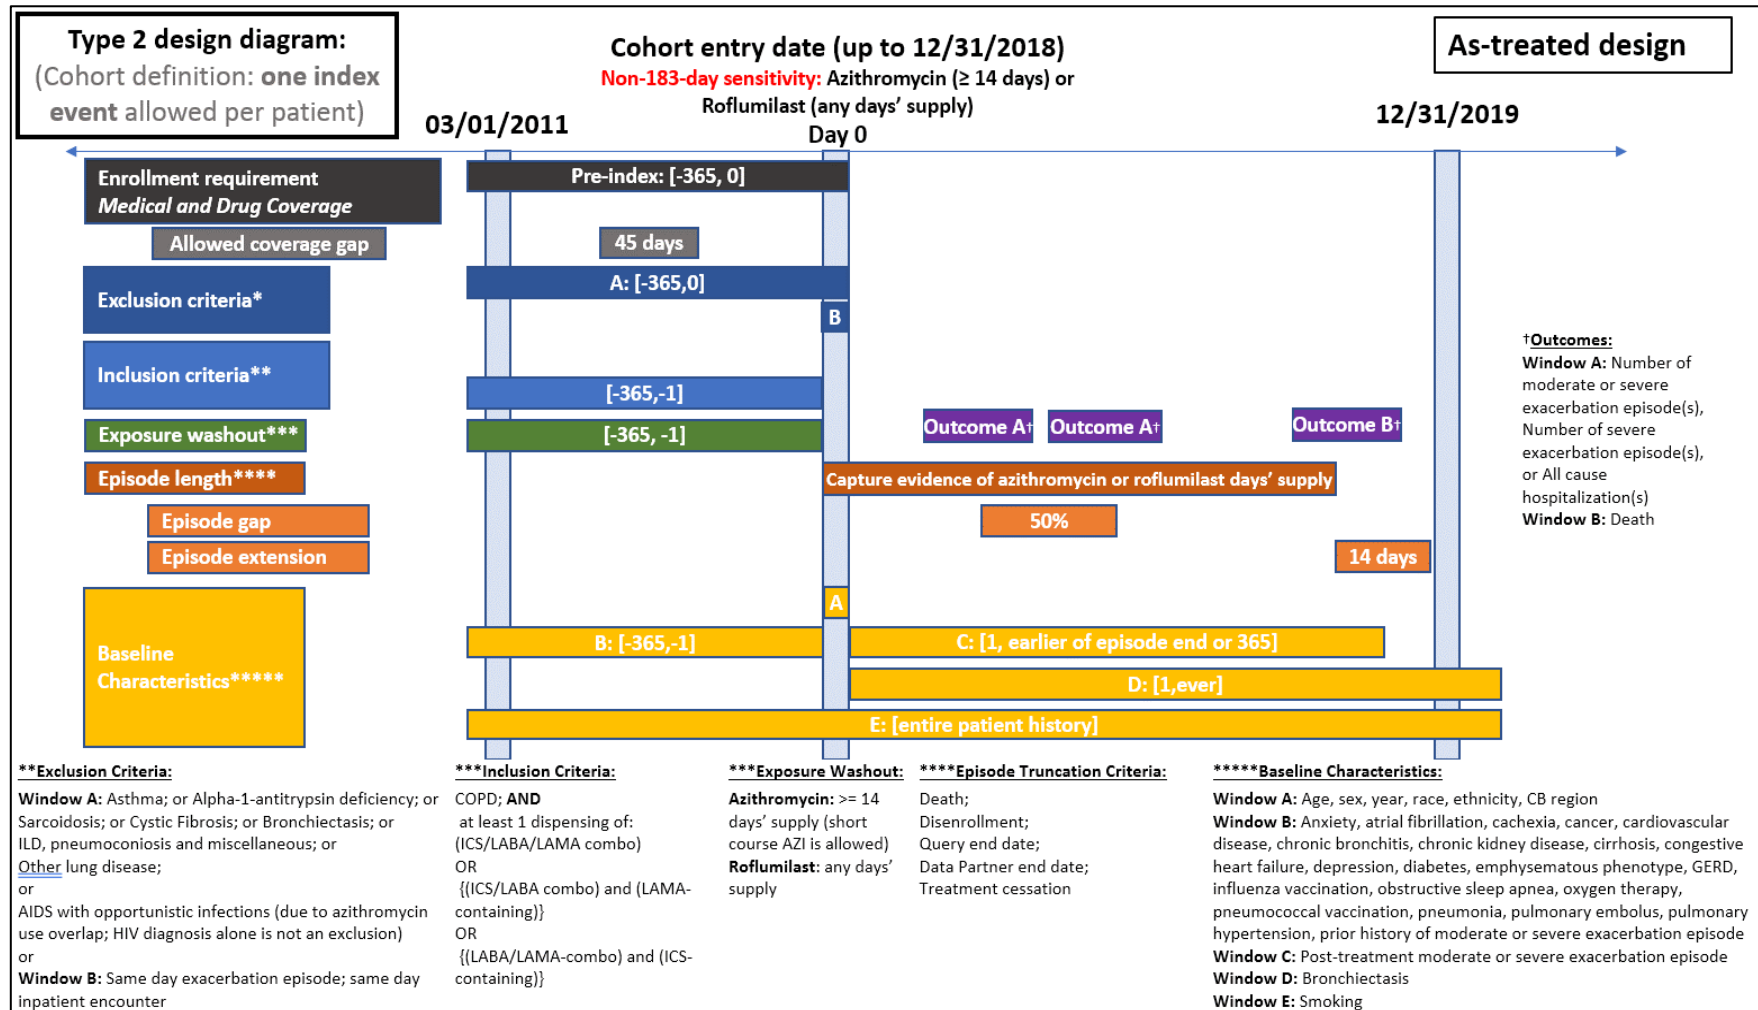 Type 2 design diagram:
(Cohort definition: one index
event allowed per patient)
Cohort entry date (up to 12/31/2018)
Non-183-day sensitivity: Azithromycin (≥ 14 days) or
Roflumilast (any days’ supply)
Day 0
As-treated design
03/01/2011
12/31/2019
Enrollment requirement
Medical and Drug Coverage
Pre-index: [-365, 0]
Allowed coverage gap
45 days
Exclusion criteria*
A: [-365,0]
B
Inclusion criteria**
[-365,-1]
Exposure washout***
[-365, -1]
Outcome A†
Outcome A†
Outcome B†
Episode length****
Capture evidence of azithromycin or roflumilast days’ supply
Episode gap
50%
Episode extension
14 days
Baseline
Characteristics*****
A
B: [-365,-1]
C: [1, earlier of episode end or 365]
D: [1,ever]
E: [entire patient history]
†Outcomes:
Window A: Number of
moderate or severe
exacerbation episode(s),
Number of severe
exacerbation episode(s),
or All cause
hospitalization(s)
Window B: Death
**Exclusion Criteria:
Window A: Asthma; or Alpha-1-antitrypsin deficiency; or
Sarcoidosis; or Cystic Fibrosis; or Bronchiectasis; or
ILD, pneumoconiosis and miscellaneous; or
Other lung disease;
or
AIDS with opportunistic infections (due to azithromycin
use overlap; HIV diagnosis alone is not an exclusion)
or
Window B: Same day exacerbation episode; same day
inpatient encounter
***Inclusion Criteria:
COPD; AND
at least 1 dispensing of:
(ICS/LABA/LAMA combo)
OR
{(ICS/LABA combo) and (LAMA-
containing)}
OR
{(LABA/LAMA-combo) and (ICS-
containing)}
***Exposure Washout:
Azithromycin: >= 14
days’ supply (short
course AZI is allowed)
Roflumilast: any days’
supply
****Episode Truncation Criteria:
Death;
Disenrollment;
Query end date;
Data Partner end date;
Treatment cessation
*****Baseline Characteristics:
Window A: Age, sex, year, race, ethnicity, CB region
Window B: Anxiety, atrial fibrillation, cachexia, cancer, cardiovascular
disease, chronic bronchitis, chronic kidney disease, cirrhosis, congestive
heart failure, depression, diabetes, emphysematous phenotype, GERD,
influenza vaccination, obstructive sleep apnea, oxygen therapy,
pneumococcal vaccination, pneumonia, pulmonary embolus, pulmonary
hypertension, prior history of moderate or severe exacerbation episode
Window C: Post-treatment moderate or severe exacerbation episode
Window D: Bronchiectasis
Window E: Smoking